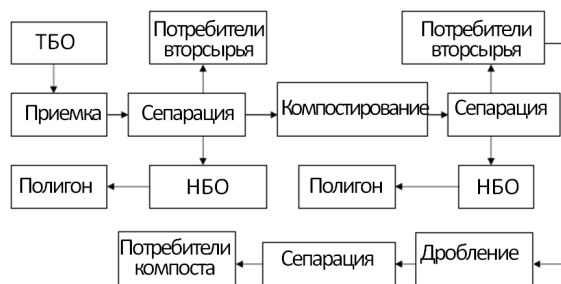 ТБО
Потребители
вторсырья
Потребители
вторсырья
Приемка
Сепарация
Компостирование
Сепарация
Полигон
НБО
Полигон
НБО
Потребители
компоста
Сепарация
Дробление